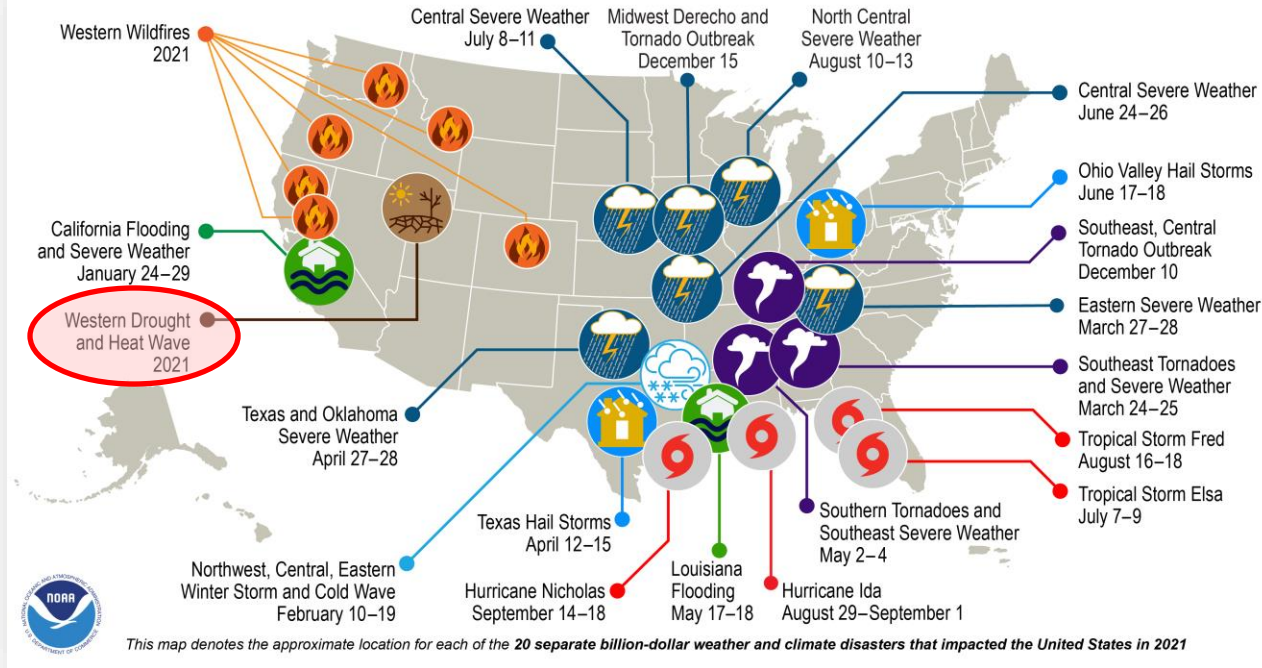 Western Wildfires
2021
Central Severe Weather
July 8–11
Midwest Derecho and
Tornado Outbreak
December 15
North Central
Severe Weather
August 10–13
Central Severe Weather
June 24–26
Ohio Valley Hail Storms
June 17–18
Southeast, Central
Tornado Outbreak
December 10
Eastern Severe Weather
March 27–28
Southeast Tornadoes
and Severe Weather
March 24–25
Tropical Storm Fred
August 16–18
Tropical Storm Elsa
July 7–9
California Flooding
and Severe Weather
January 24–29
Western Drought
and Heat Wave
2021
Texas and Oklahoma
Severe Weather
April 27–28
Texas Hail Storms
April 12–15
Southern Tornadoes and
Southeast Severe Weather
May 2–4
Northwest, Central, Eastern
Winter Storm and Cold Wave
February 10–19
Hurricane Nicholas
September 14–18
Louisiana
Flooding
May 17–18
Hurricane Ida
August 29–September 1
NATIONAL OCEANIC AND ATMOSPHERIC ADMINISTRATION
NOAA
U.S. DEPARTMENT OF COMMERCE
This map denotes the approximate location for each of the 20 separate billion-dollar weather and climate disasters that impacted the United States in 2021